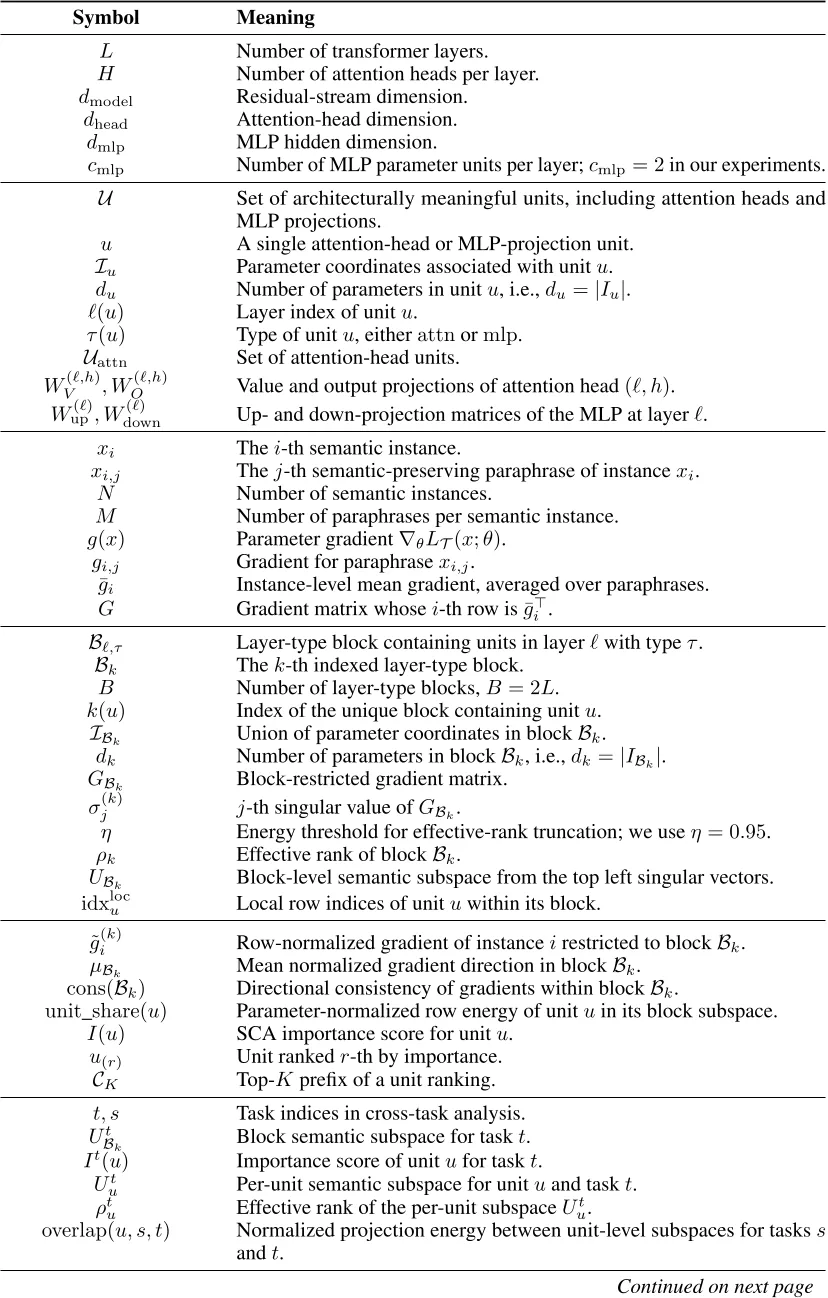 Symbol Meaning
L Number of transformer layers.
H Number of attention heads per layer.
d_model Residual-stream dimension.
d_head Attention-head dimension.
d_mlp MLP hidden dimension.
c_mlp Number of MLP parameter units per layer; c_mlp = 2 in our experiments.
𝒰 Set of architecturally meaningful units, including attention heads and
MLP projections.
u A single attention-head or MLP-projection unit.
ℐ_u Parameter coordinates associated with unit u.
d_u Number of parameters in unit u, i.e., d_u = |I_u|.
ℓ(u) Layer index of unit u.
τ(u) Type of unit u, either attn or mlp.
𝒰_attn Set of attention-head units.
W_V^(ℓ,h), W_O^(ℓ,h) Value and output projections of attention head (ℓ, h).
W_up^(ℓ), W_down^(ℓ) Up- and down-projection matrices of the MLP at layer ℓ.
x_i The i-th semantic instance.
x_{i,j} The j-th semantic-preserving paraphrase of instance x_i.
N Number of semantic instances.
M Number of paraphrases per semantic instance.
g(x) Parameter gradient ∇_θ L_𝒯(x; θ).
g_{i,j} Gradient for paraphrase x_{i,j}.
ḡ_i Instance-level mean gradient, averaged over paraphrases.
G Gradient matrix whose i-th row is ḡ_i^⊤.
ℬ_{ℓ,τ} Layer-type block containing units in layer ℓ with type τ.
ℬ_k The k-th indexed layer-type block.
B Number of layer-type blocks, B = 2L.
k(u) Index of the unique block containing unit u.
ℐ_{ℬ_k} Union of parameter coordinates in block ℬ_k.
d_k Number of parameters in block ℬ_k, i.e., d_k = |I_{ℬ_k}|.
G_{ℬ_k} Block-restricted gradient matrix.
σ_j^(k) j-th singular value of G_{ℬ_k}.
η Energy threshold for effective-rank truncation; we use η = 0.95.
ρ_k Effective rank of block ℬ_k.
U_{ℬ_k} Block-level semantic subspace from the top left singular vectors.
idx_u^loc Local row indices of unit u within its block.
g̃_i^(k) Row-normalized gradient of instance i restricted to block ℬ_k.
μ_{ℬ_k} Mean normalized gradient direction in block ℬ_k.
cons(ℬ_k) Directional consistency of gradients within block ℬ_k.
unit_share(u) Parameter-normalized row energy of unit u in its block subspace.
I(u) SCA importance score for unit u.
u_(r) Unit ranked r-th by importance.
𝒞_K Top-K prefix of a unit ranking.
t, s Task indices in cross-task analysis.
U_{ℬ_k}^t Block semantic subspace for task t.
I^t(u) Importance score of unit u for task t.
U_u^t Per-unit semantic subspace for unit u and task t.
ρ_u^t Effective rank of the per-unit subspace U_u^t.
overlap(u, s, t) Normalized projection energy between unit-level subspaces for tasks s
and t.
Continued on next page